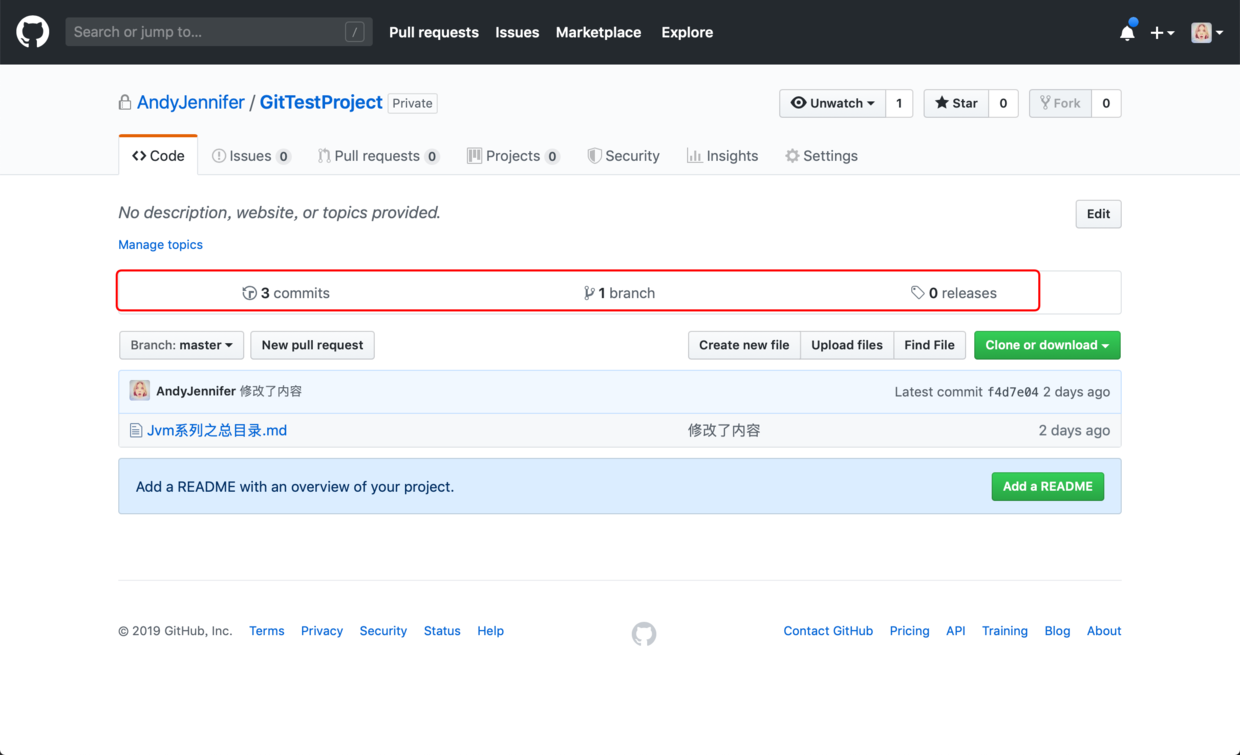 Search or jump to... /
Pull requests Issues Marketplace Explore
AndyJennifer / GitTestProject Private
Unwatch 1 Star 0 Fork 0
Code Issues 0 Pull requests 0 Projects 0 Security Insights Settings
No description, website, or topics provided.
Edit
Manage topics
3 commits 1 branch 0 releases
Branch: master New pull request Create new file Upload files Find File Clone or download
AndyJennifer 修改了内容 Latest commit f4d7e04 2 days ago
Jvm系列之总目录.md 修改了内容 2 days ago
Add a README with an overview of your project. Add a README
© 2019 GitHub, Inc. Terms Privacy Security Status Help Contact GitHub Pricing API Training Blog About